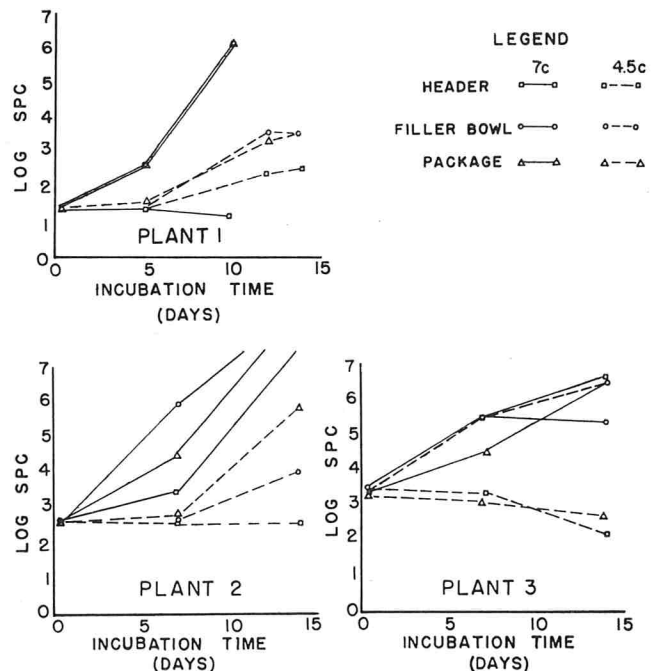 LEGEND
7c 4.5c
HEADER
FILLER BOWL
PACKAGE
LOG SPC
7
6
5
4
3
2
1
0
PLANT 1
0 5 10 15
INCUBATION TIME
(DAYS)
LOG SPC
7
6
5
4
3
2
1
0
PLANT 2
0 5 10 15
INCUBATION TIME
(DAYS)
LOG SPC
7
6
5
4
3
2
1
0
PLANT 3
0 5 10 15
INCUBATION TIME
(DAYS)